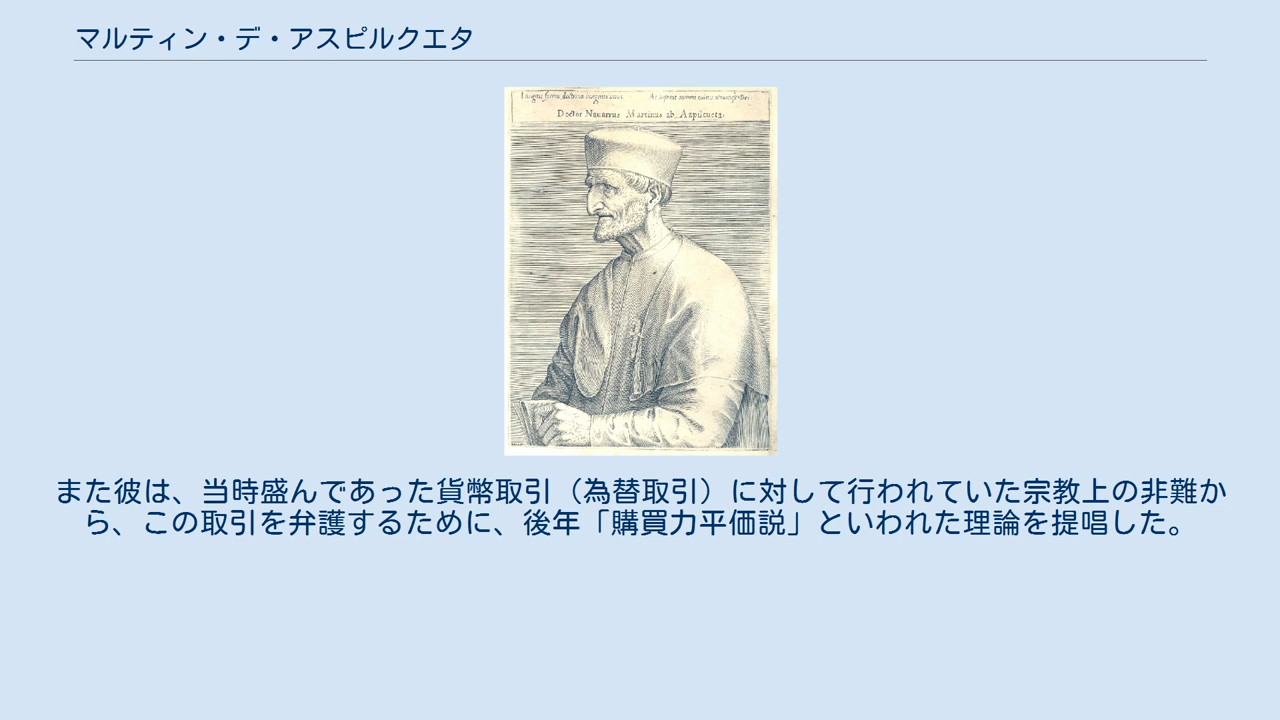 マルティン・デ・アスピルクエタ
Doctor Nauarrus Martinus ab Azpilcueta.
また彼は、当時盛んであった貨幣取引（為替取引）に対して行われていた宗教上の非難か
ら、この取引を弁護するために、後年「購買力平価説」といわれた理論を提唱した。